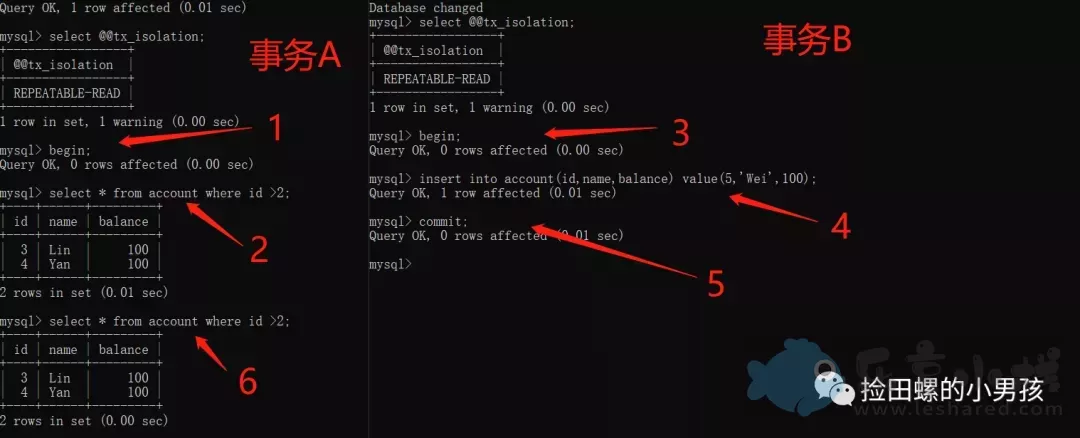 Query OK, 1 row affected (0.01 sec)
mysql> select @@tx_isolation;
+-----------------+
| @@tx_isolation |
+-----------------+
| REPEATABLE-READ |
+-----------------+
1 row in set, 1 warning (0.00 sec)
mysql> begin;
Query OK, 0 rows affected (0.00 sec)
mysql> select * from account where id >2;
+----+------+---------+
| id | name | balance |
+----+------+---------+
| 3 | Lin | 100 |
| 4 | Yan | 100 |
+----+------+---------+
2 rows in set (0.01 sec)
mysql> select * from account where id >2;
+----+------+---------+
| id | name | balance |
+----+------+---------+
| 3 | Lin | 100 |
| 4 | Yan | 100 |
+----+------+---------+
2 rows in set (0.00 sec)
事务A
1
2
6
Database changed
mysql> select @@tx_isolation;
+-----------------+
| @@tx_isolation |
+-----------------+
| REPEATABLE-READ |
+-----------------+
1 row in set, 1 warning (0.00 sec)
mysql> begin;
Query OK, 0 rows affected (0.00 sec)
mysql> insert into account(id,name,balance) value(5,'Wei',100);
Query OK, 1 row affected (0.01 sec)
mysql> commit;
Query OK, 0 rows affected (0.01 sec)
mysql>
事务B
3
4
5
捡田螺的小男孩
www.leshared.com